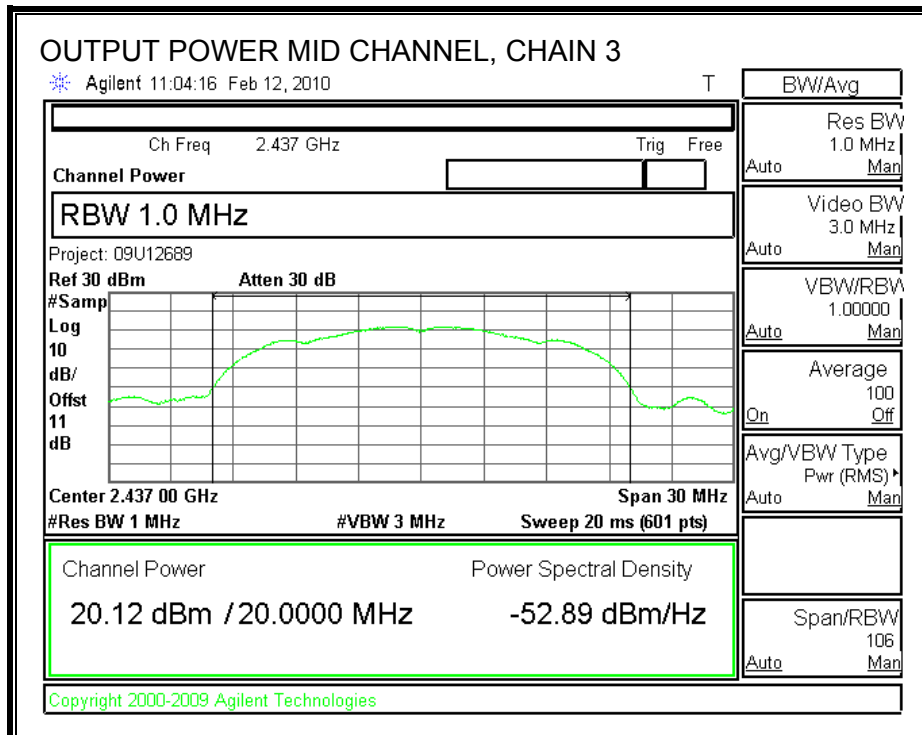 OUTPUT POWER MID CHANNEL, CHAIN 3
Agilent 11:04:16 Feb 12, 2010 T
Ch Freq 2.437 GHz Trig Free
Channel Power
RBW 1.0 MHz
Project: 09U12689
Ref 30 dBm Atten 30 dB
#Samp
Log
10
dB/
Offst
11
dB
Center 2.437 00 GHz Span 30 MHz
#Res BW 1 MHz #VBW 3 MHz Sweep 20 ms (601 pts)
Channel Power Power Spectral Density
20.12 dBm / 20.0000 MHz -52.89 dBm/Hz
Copyright 2000-2009 Agilent Technologies
BW/Avg
Res BW
1.0 MHz
Auto Man
Video BW
3.0 MHz
Auto Man
VBW/RBW
1.00000
Auto Man
Average
100
On Off
Avg/VBW Type
Pwr (RMS)
Auto Man
Span/RBW
106
Auto Man